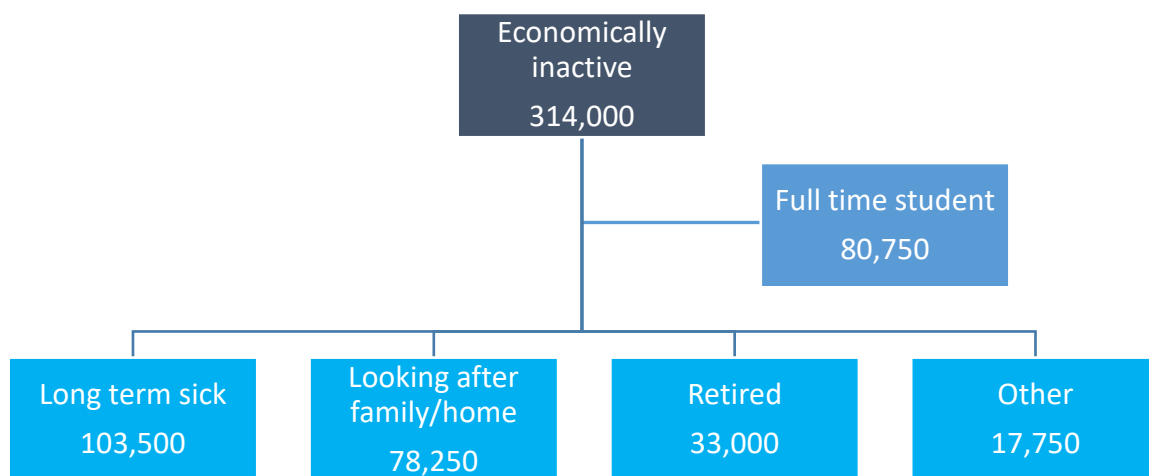 Economically
inactive
314,000
Full time student
80,750
Long term sick
103,500
Looking after
family/home
78,250
Retired
33,000
Other
17,750